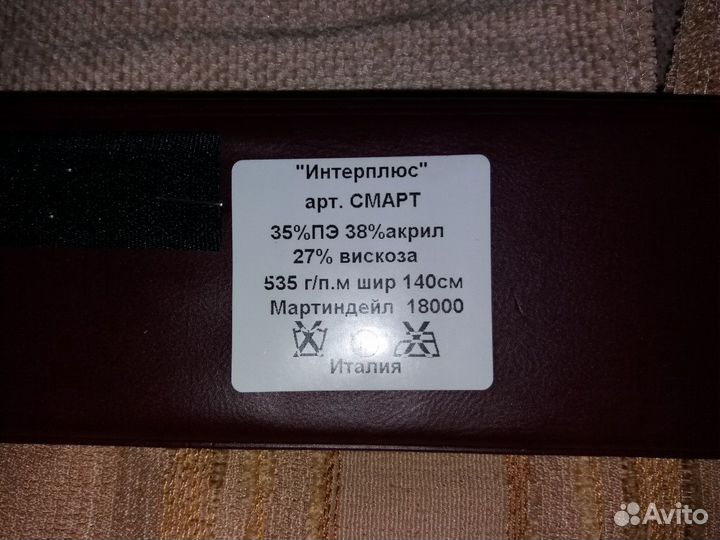 "Интерплюс"
арт. СМАРТ
35%ПЭ 38%акрил
27% вискоза
535 г/п.м шир 140см
Мартиндейл 18000
Италия
Avito